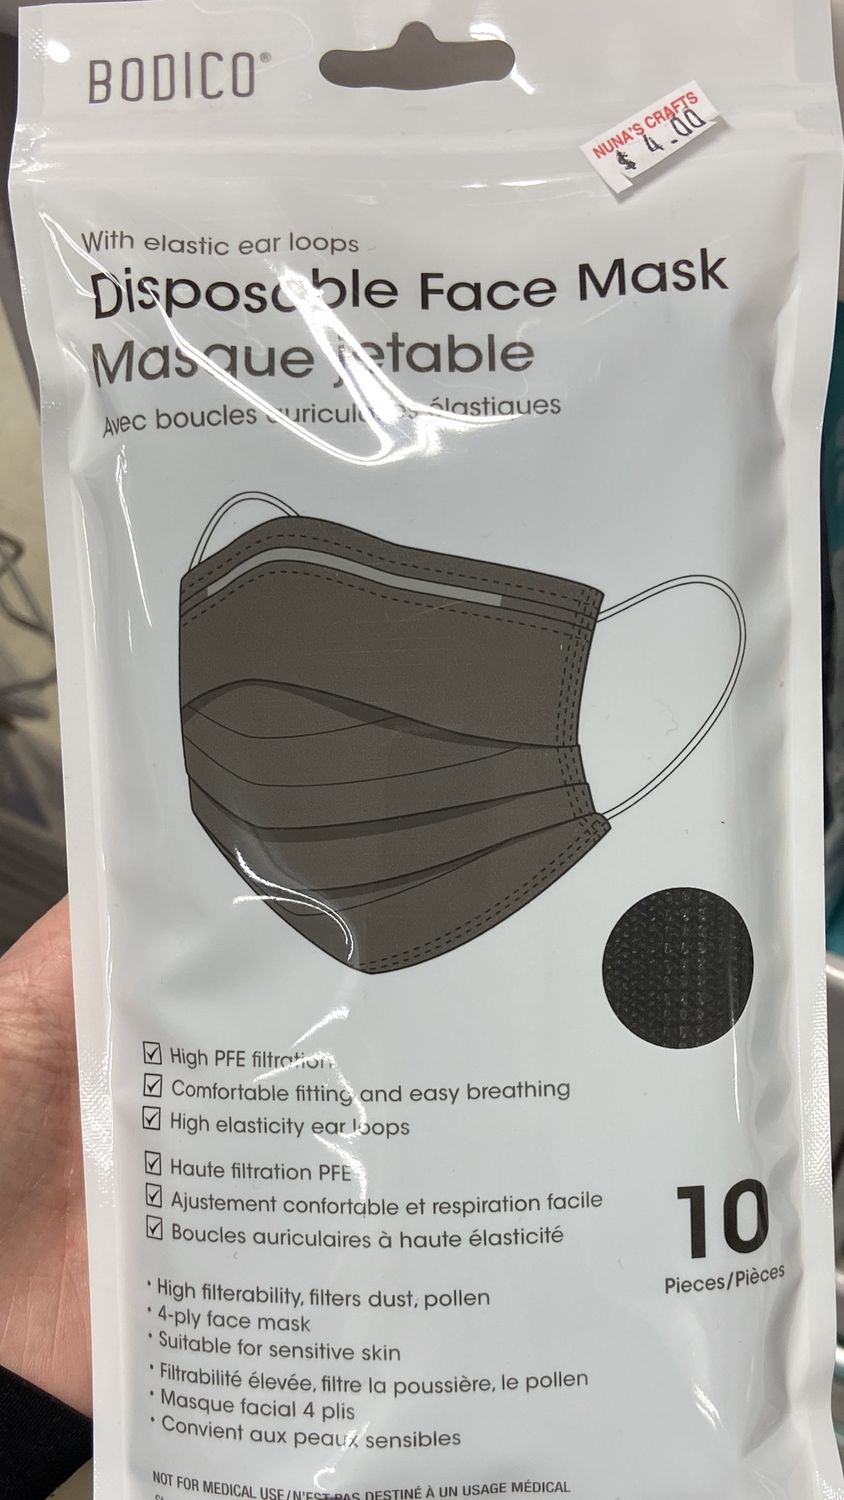 BODICO®
NUNA'S CRAFTS
$ 4.00
With elastic ear loops
Disposable Face Mask
Masque jetable
Avec boucles auriculaires élastiques
High PFE filtration
Comfortable fitting and easy breathing
High elasticity ear loops
Haute filtration PFE
Ajustement confortable et respiration facile
Boucles auriculaires à haute élasticité
10
Pieces/Pièces
• High filterability, filters dust, pollen
• 4-ply face mask
• Suitable for sensitive skin
• Filtrabilité élevée, filtre la poussière, le pollen
• Masque facial 4 plis
• Convient aux peaux sensibles
NOT FOR MEDICAL USE/N'EST PAS DESTINÉ À UN USAGE MÉDICAL